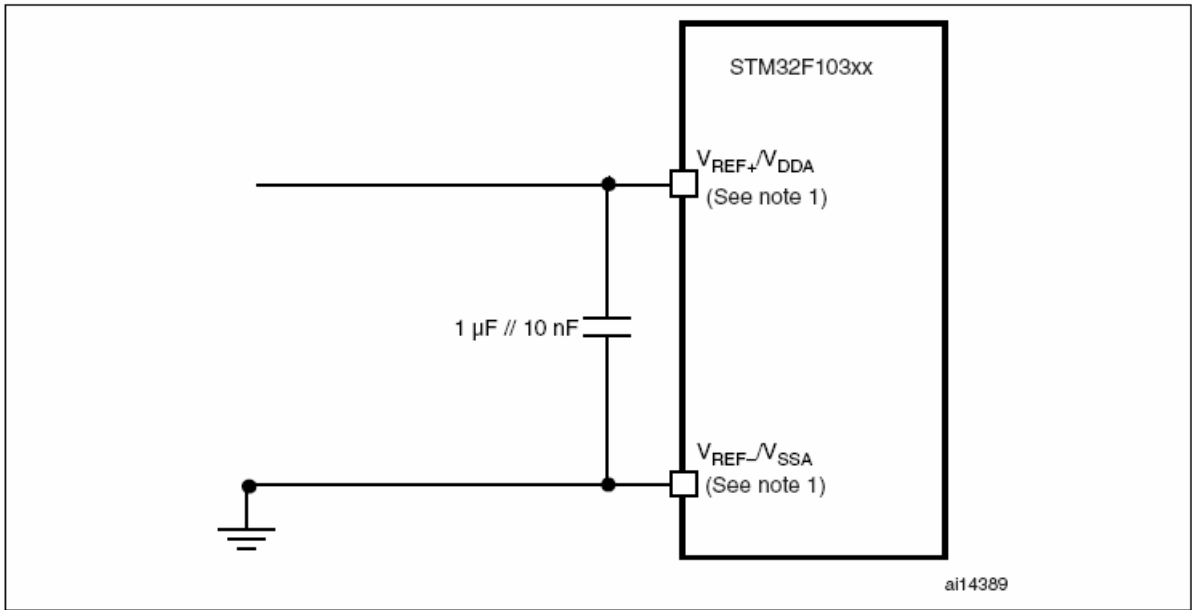 STM32F103xx
VREF+/VDDA
(See note 1)
1 µF // 10 nF
VREF–/VSSA
(See note 1)
ai14389